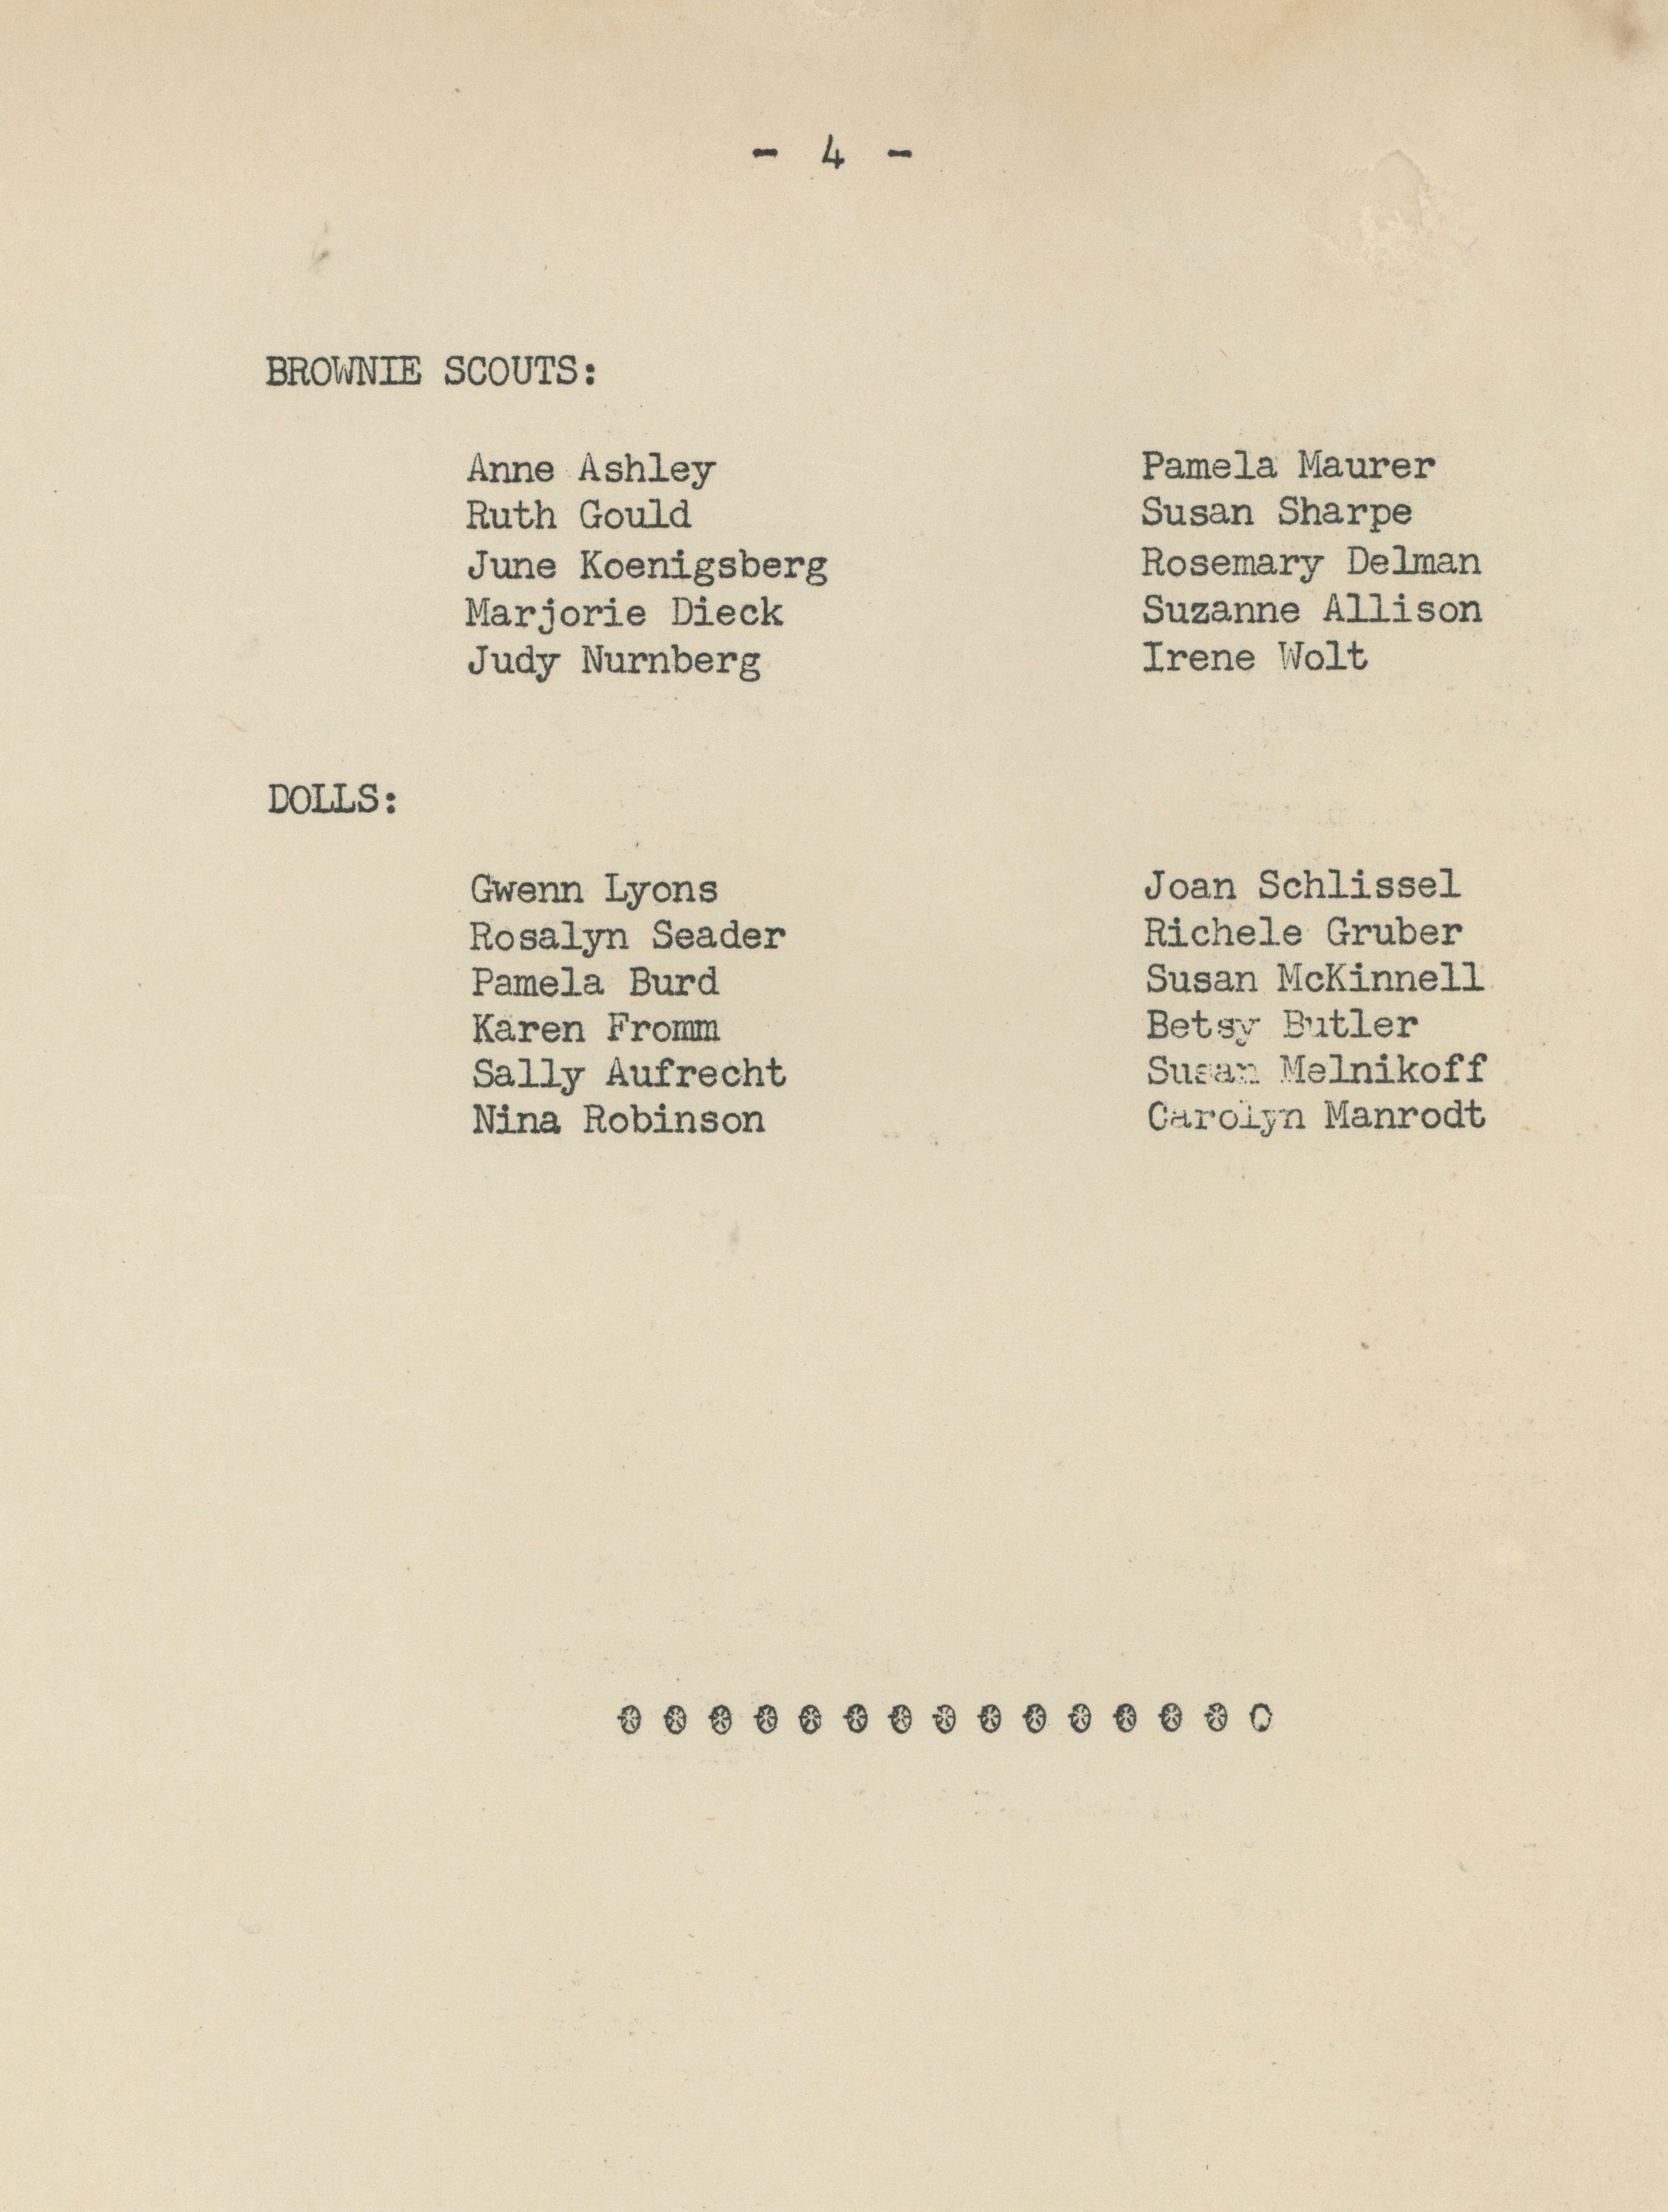 - 4 -
BROWNIE SCOUTS:
Anne Ashley Pamela Maurer
Ruth Gould Susan Sharpe
June Koenigsberg Rosemary Delman
Marjorie Dieck Suzanne Allison
Judy Nurnberg Irene Wolt
DOLLS:
Gwenn Lyons Joan Schlissel
Rosalyn Seader Richele Gruber
Pamela Burd Susan McKinnell
Karen Fromm Betsy Butler
Sally Aufrecht Susan Melnikoff
Nina Robinson Carolyn Manrodt